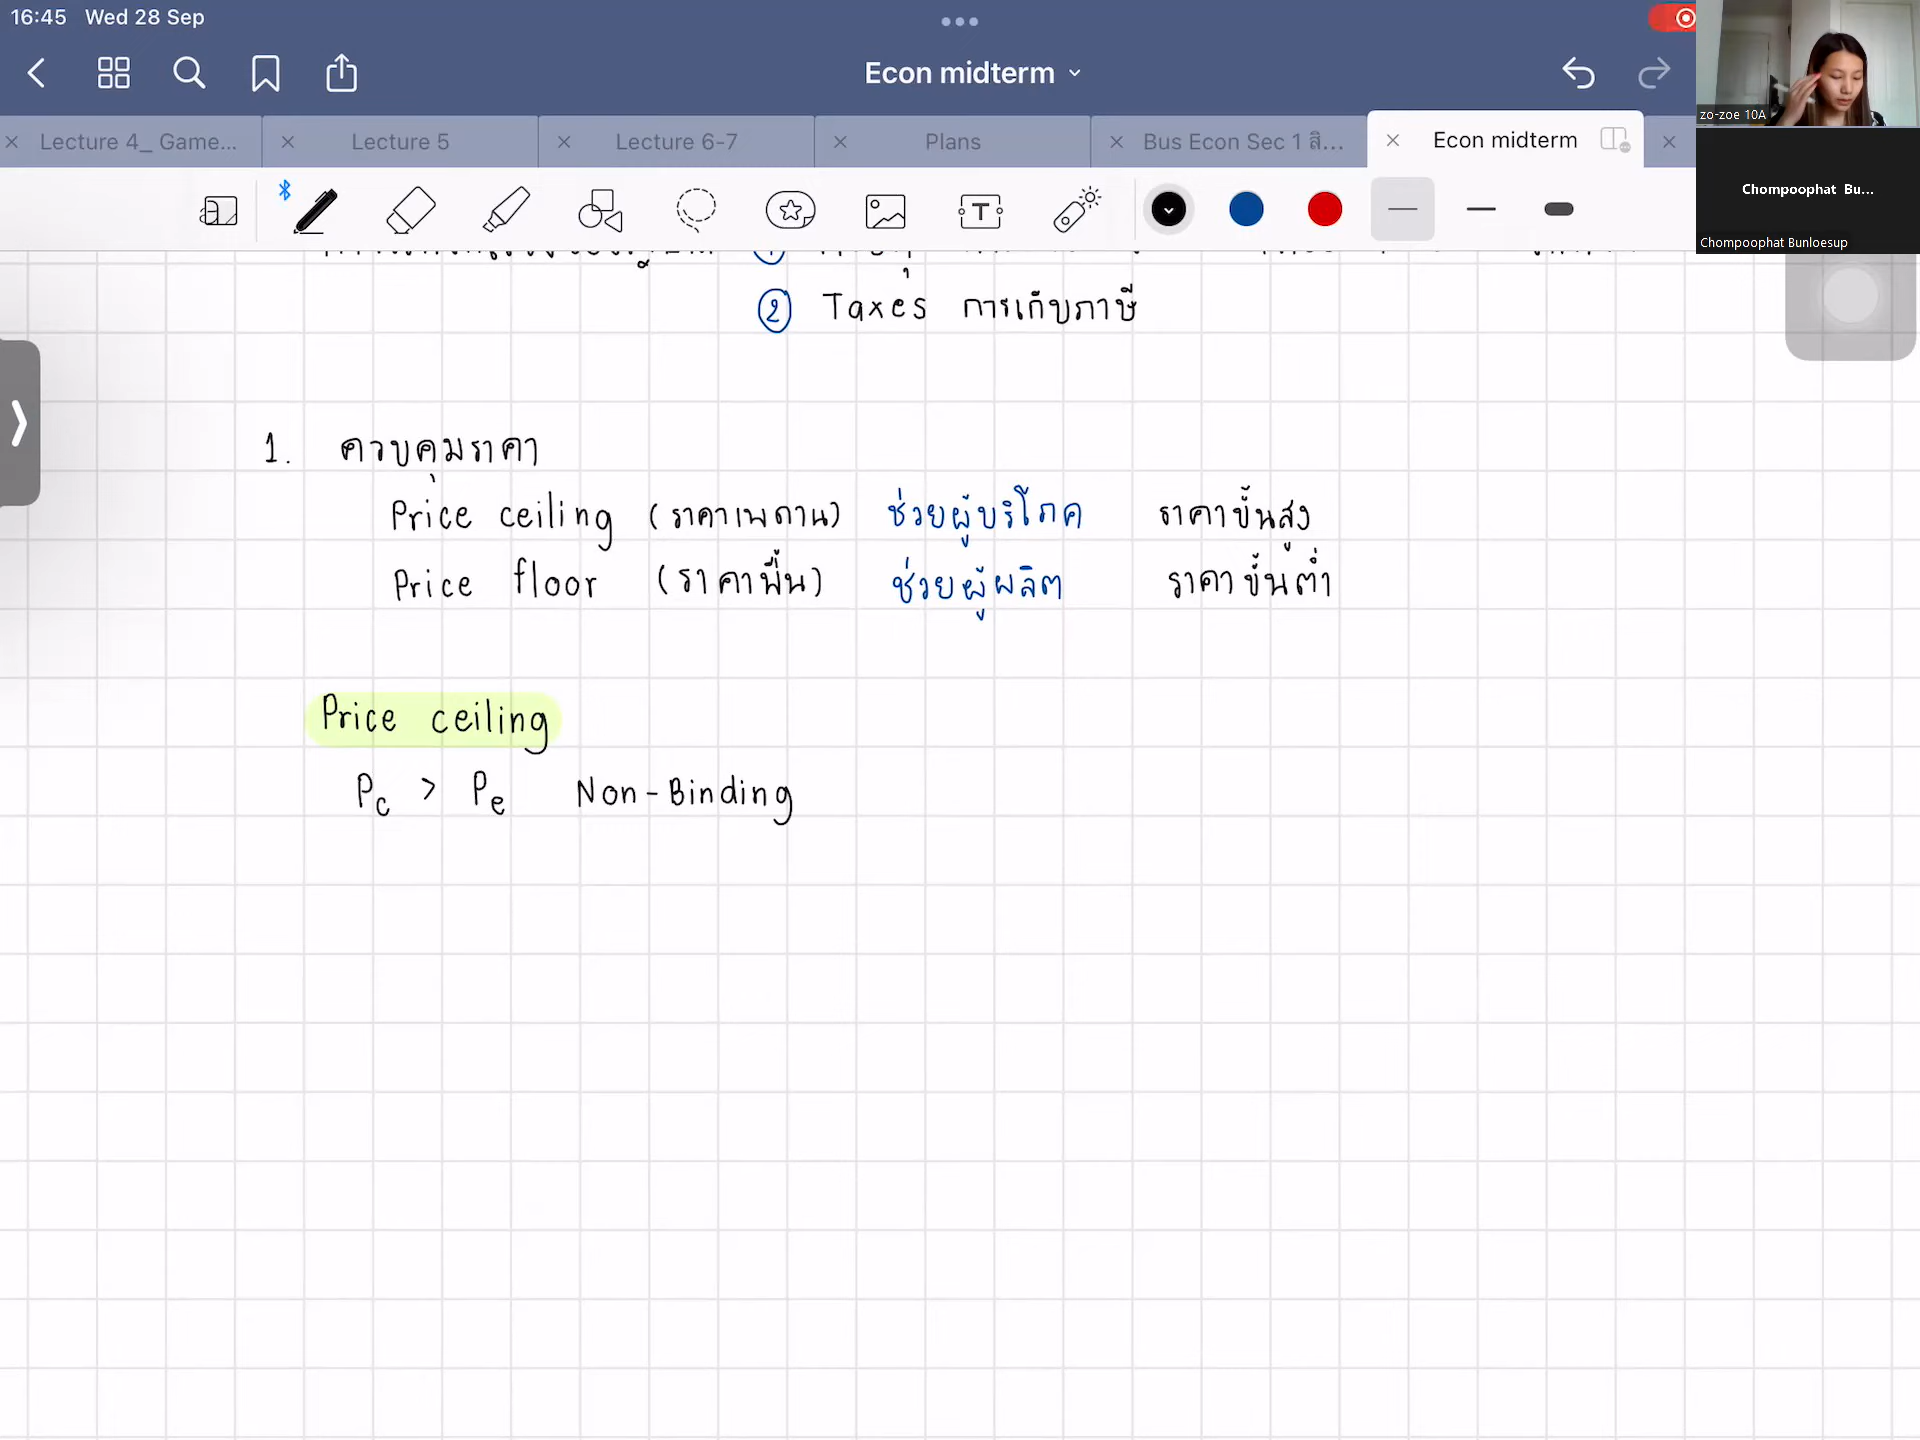 16:45 Wed 28 Sep
Econ midterm
zo-zoe 10A
Lecture 4_ Game...
Lecture 5
Lecture 6-7
Plans
Bus Econ Sec 1 สิ...
Econ midterm
Chompoophat Bu...
Chompoophat Bunloesup
② Taxes การเก็บภาษี
1. ควบคุมราคา
Price ceiling (ราคาเพดาน) ช่วยผู้บริโภค ราคาขั้นสูง
Price floor (ราคาพื้น) ช่วยผู้ผลิต ราคาขั้นต่ำ
Price ceiling
Pc > Pe Non-Binding